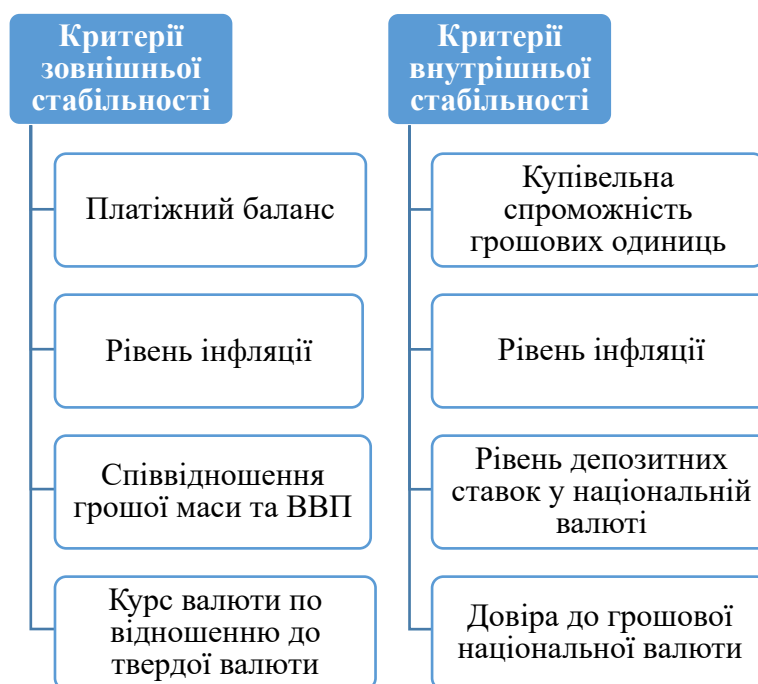 Критерії
зовнішньої
стабільності
Платіжний баланс
Рівень інфляції
Співвідношення
грошої маси та ВВП
Курс валюти по
відношенню до
твердої валюти
Критерії
внутрішньої
стабільності
Купівельна
спроможність
грошових одиниць
Рівень інфляції
Рівень депозитних
ставок у національній
валюті
Довіра до грошової
національної валюти